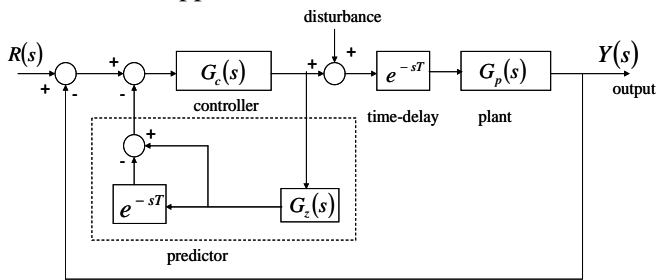 disturbance
R(s)
Y(s)
+ - + - + +
G_c(s)
e^{-sT}
G_p(s)
controller
time-delay
plant
output
+ -
e^{-sT}
G_z(s)
predictor